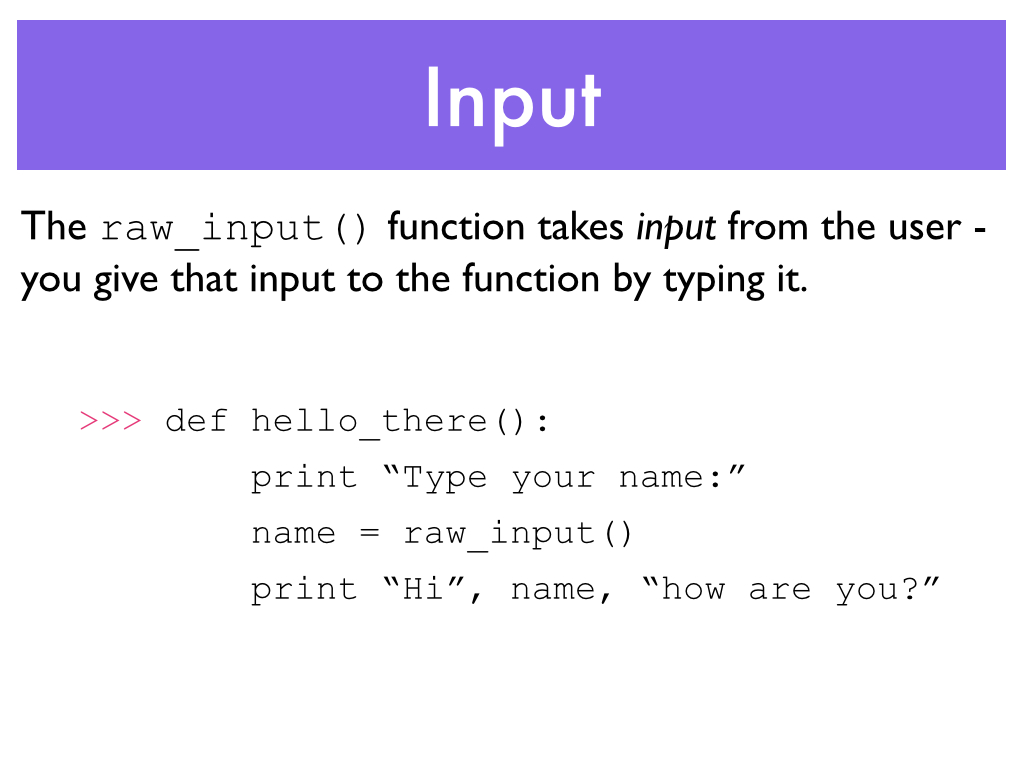 Input
The raw_input() function takes input from the user -
you give that input to the function by typing it.
>>> def hello_there():
print “Type your name:”
name = raw_input()
print “Hi”, name, “how are you?”